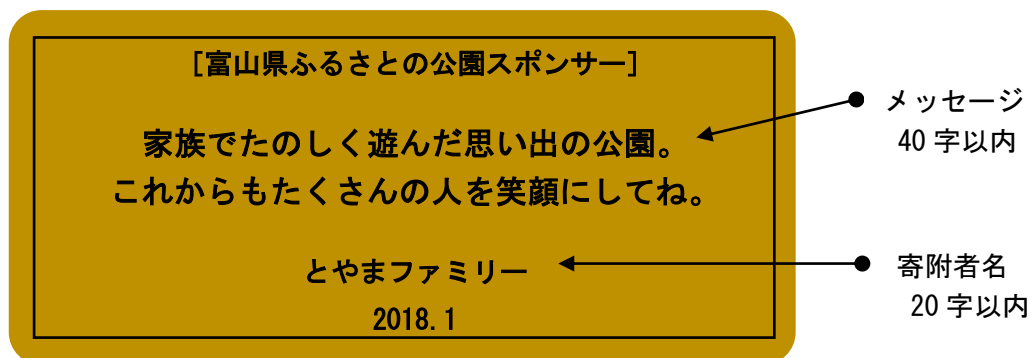 [富山県ふるさとの公園スポンサー]
家族でたのしく遊んだ思い出の公園。
これからもたくさんの人を笑顔にしてね。
とやまファミリー
2018.1
メッセージ
40字以内
寄附者名
20字以内